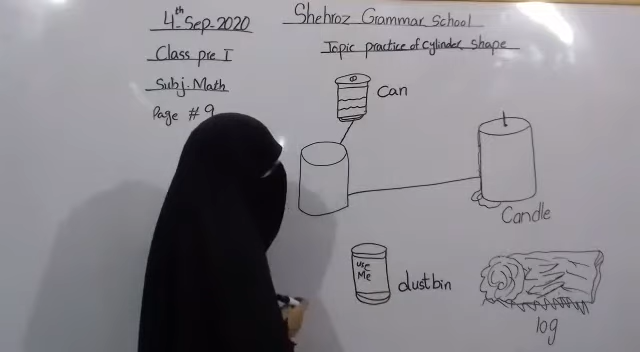 4th-Sep-2020
Shehroz Grammar School
Class pre I
Topic practice of cylinder shape
Subj. Math
Page # 9
Can
Candle
Use
Me
dustbin
log